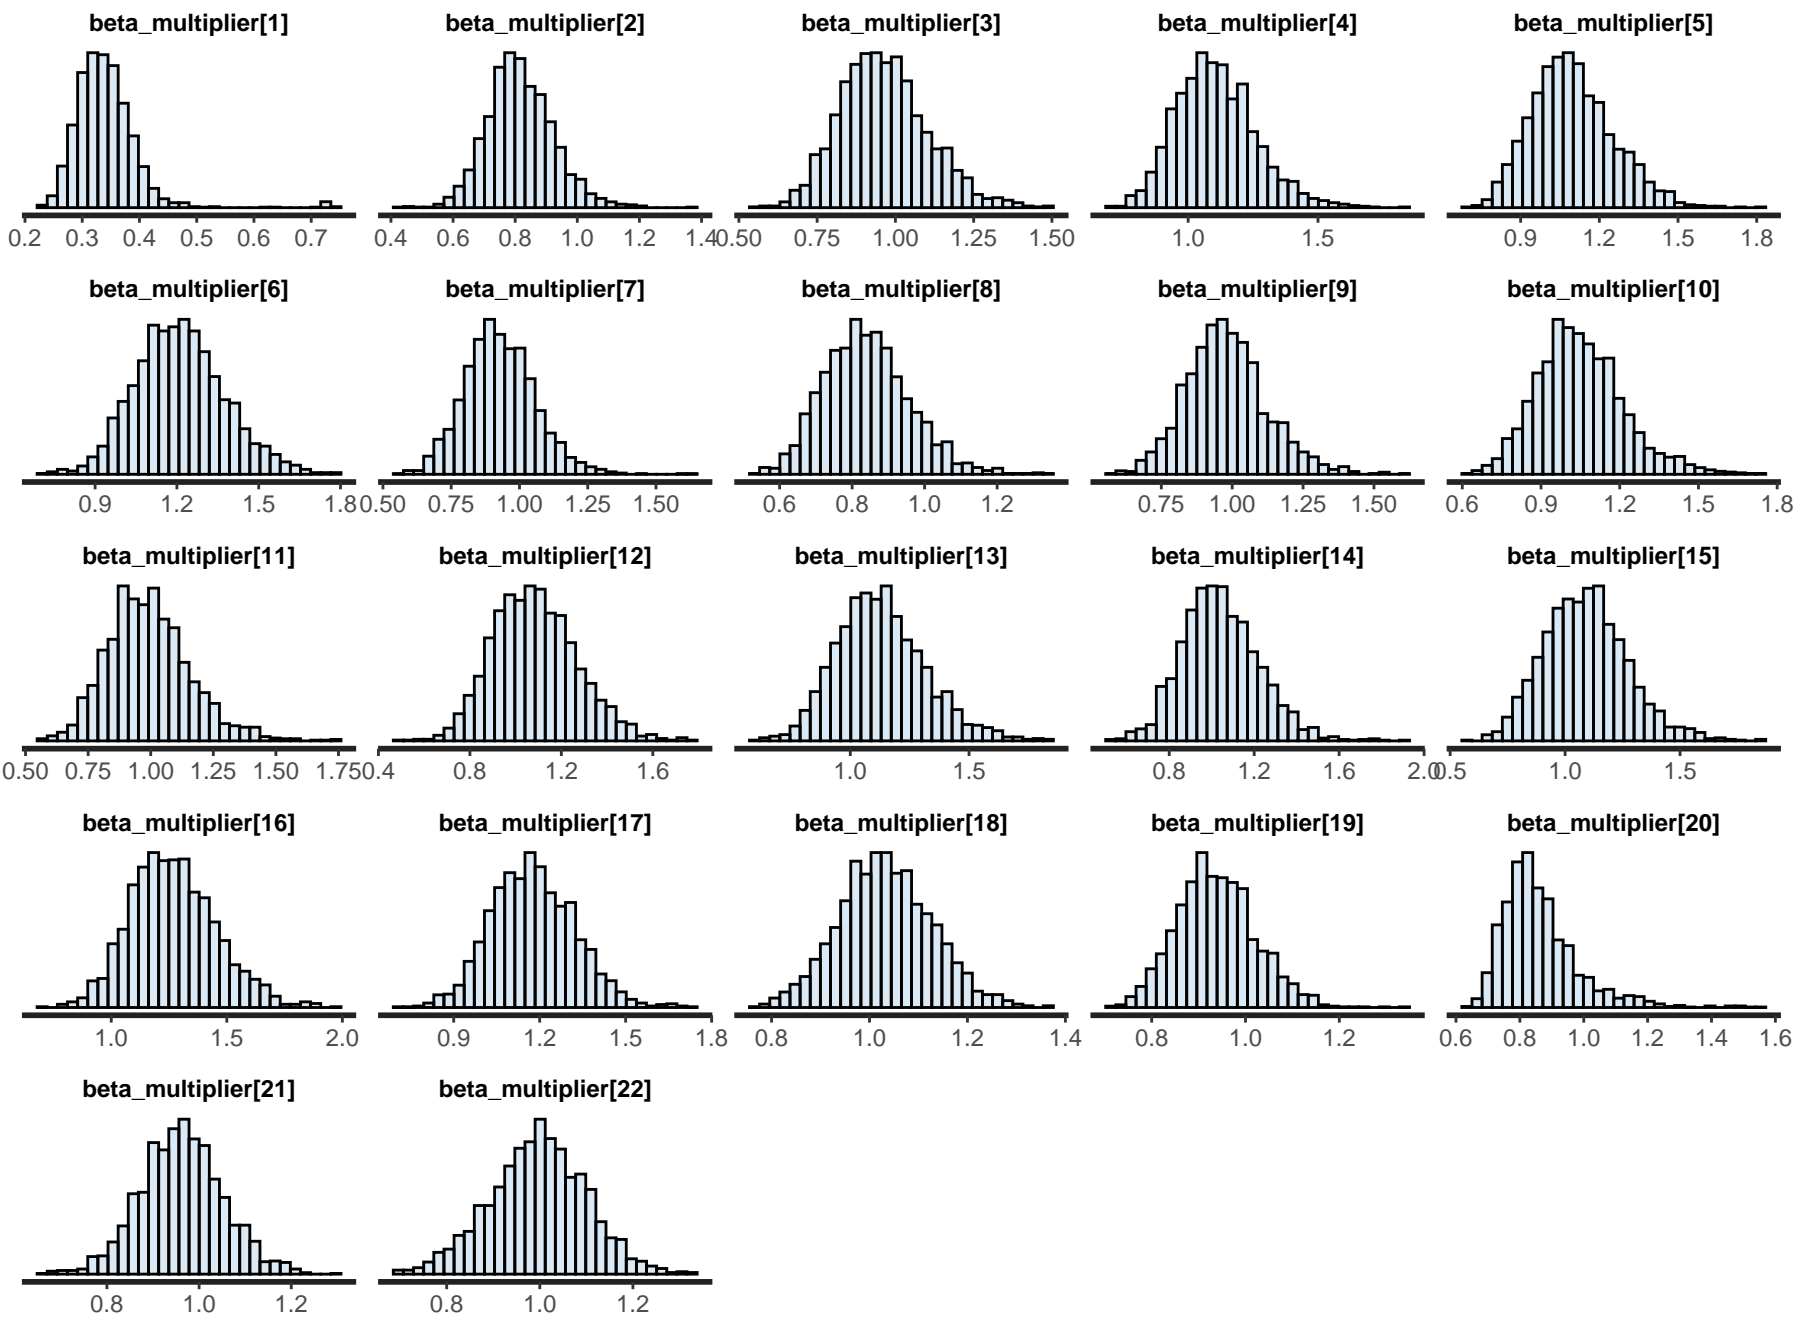 beta_multiplier[1] beta_multiplier[2] beta_multiplier[3] beta_multiplier[4] beta_multiplier[5]
0.2 0.3 0.4 0.5 0.6 0.7 0.4 0.6 0.8 1.0 1.2 1.4 0.50 0.75 1.00 1.25 1.50 1.0 1.5 0.9 1.2 1.5 1.8
beta_multiplier[6] beta_multiplier[7] beta_multiplier[8] beta_multiplier[9] beta_multiplier[10]
0.9 1.2 1.5 1.8 0.50 0.75 1.00 1.25 1.50 0.6 0.8 1.0 1.2 0.75 1.00 1.25 1.50 0.6 0.9 1.2 1.5 1.8
beta_multiplier[11] beta_multiplier[12] beta_multiplier[13] beta_multiplier[14] beta_multiplier[15]
0.50 0.75 1.00 1.25 1.50 1.75 0.4 0.8 1.2 1.6 1.0 1.5 0.8 1.2 1.6 2.0 0.5 1.0 1.5
beta_multiplier[16] beta_multiplier[17] beta_multiplier[18] beta_multiplier[19] beta_multiplier[20]
1.0 1.5 2.0 0.9 1.2 1.5 1.8 0.8 1.0 1.2 1.4 0.8 1.0 1.2 0.6 0.8 1.0 1.2 1.4 1.6
beta_multiplier[21] beta_multiplier[22]
0.8 1.0 1.2 0.8 1.0 1.2